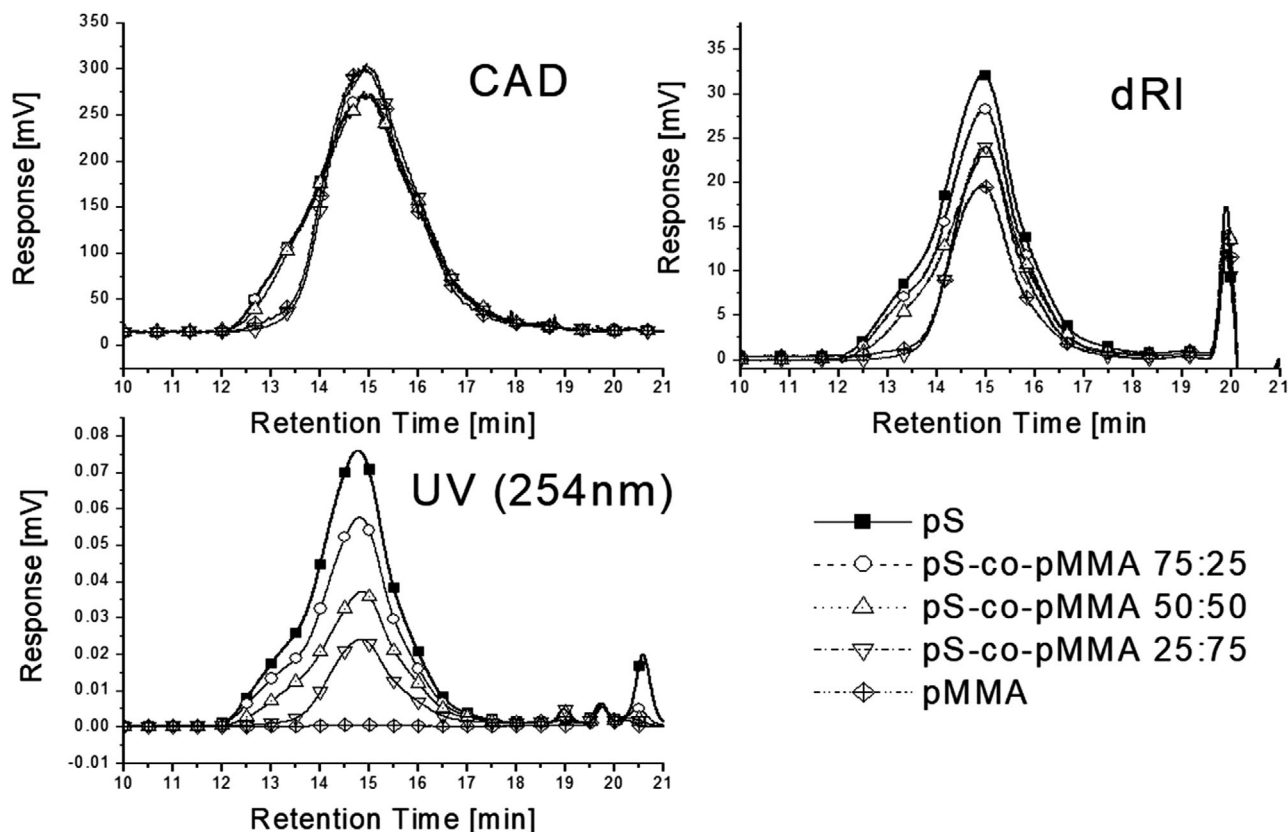 CAD
Response [mV]
350
300
250
200
150
100
50
0
10 11 12 13 14 15 16 17 18 19 20 21
Retention Time [min]
dRI
Response [mV]
35
30
25
20
15
10
5
0
10 11 12 13 14 15 16 17 18 19 20 21
Retention Time [min
UV (254nm)
Response [mV]
0.08
0.07
0.06
0.05
0.04
0.03
0.02
0.01
0.00
-0.01
10 11 12 13 14 15 16 17 18 19 20 21
Retention Time [min]
pS
pS-co-pMMA 75:25
pS-co-pMMA 50:50
pS-co-pMMA 25:75
pMMA